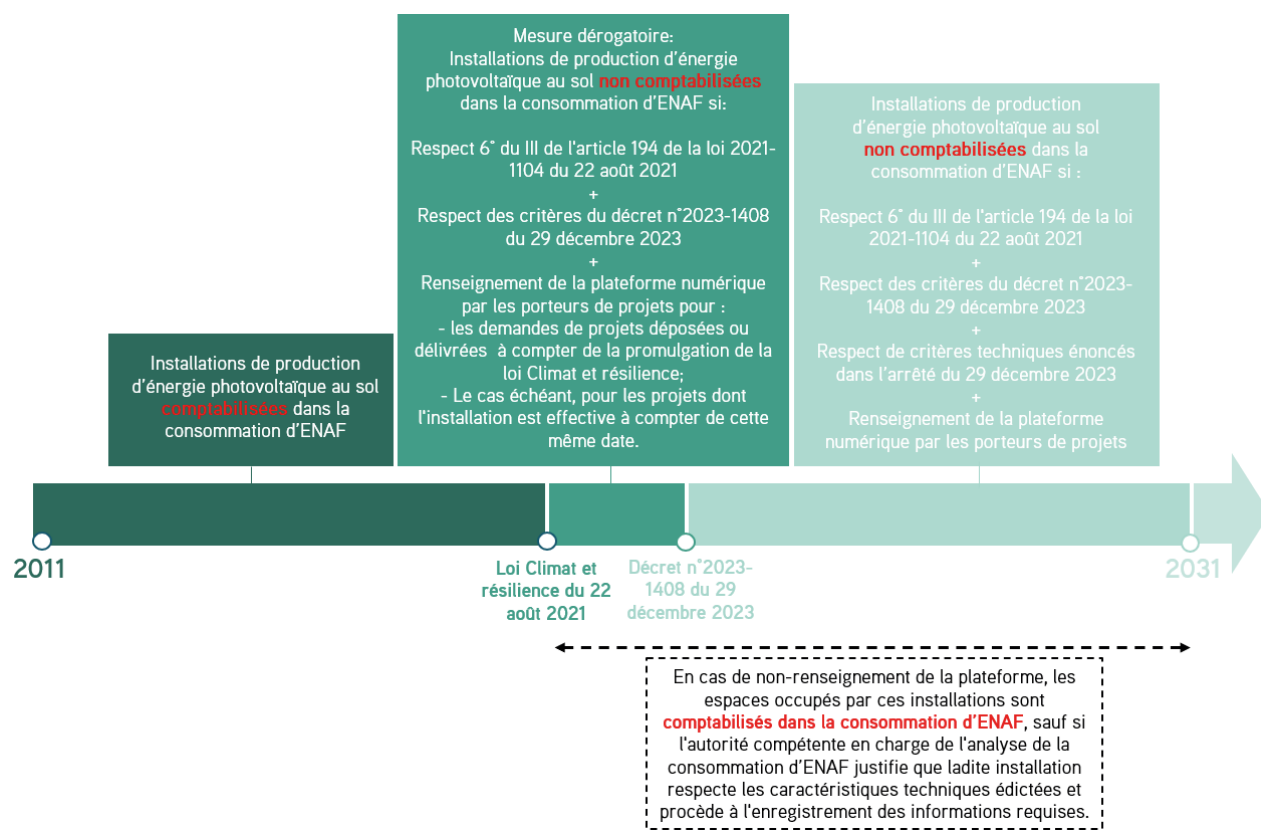 Mesure dérogatoire:
Installations de production d'énergie
photovoltaïque au sol non comptabilisées
dans la consommation d'ENAF si:
Respect 6° du III de l'article 194 de la loi 2021-
1104 du 22 août 2021
+
Respect des critères du décret n°2023-1408
du 29 décembre 2023
+
Renseignement de la plateforme numérique
par les porteurs de projets pour :
- les demandes de projets déposées ou
délivrées à compter de la promulgation de la
loi Climat et résilience;
- Le cas échéant, pour les projets dont
l'installation est effective à compter de cette
même date.
Installations de production
d'énergie photovoltaïque au sol
non comptabilisées dans la
consommation d'ENAF si :
Respect 6° du III de l'article 194 de la loi
2021-1104 du 22 août 2021
+
Respect des critères du décret n°2023-
1408 du 29 décembre 2023
+
Respect de critères techniques énoncés
dans l'arrêté du 29 décembre 2023
+
Renseignement de la plateforme
numérique par les porteurs de projets
Installations de production
d'énergie photovoltaïque au sol
comptabilisées dans la
consommation d'ENAF
2011
Loi Climat et
résilience du 22
août 2021
Décret n°2023-
1408 du 29
décembre 2023
2031
En cas de non-renseignement de la plateforme, les
espaces occupés par ces installations sont
comptabilisés dans la consommation d'ENAF, sauf si
l'autorité compétente en charge de l'analyse de la
consommation d'ENAF justifie que ladite installation
respecte les caractéristiques techniques édictées et
procède à l'enregistrement des informations requises.